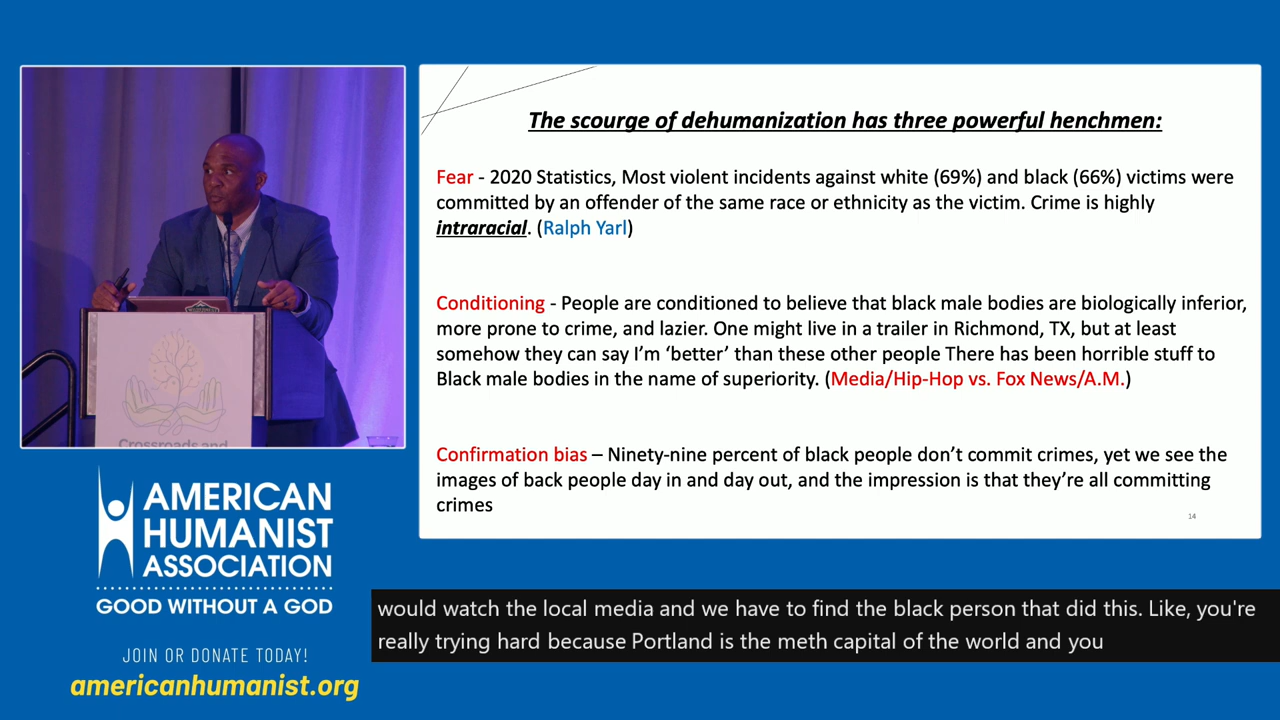 The scourge of dehumanization has three powerful henchmen:
Fear - 2020 Statistics, Most violent incidents against white (69%) and black (66%) victims were
committed by an offender of the same race or ethnicity as the victim. Crime is highly
intraracial. (Ralph Yarl)
Conditioning - People are conditioned to believe that black male bodies are biologically inferior,
more prone to crime, and lazier. One might live in a trailer in Richmond, TX, but at least
somehow they can say I'm ‘better’ than these other people There has been horrible stuff to
Black male bodies in the name of superiority. (Media/Hip-Hop vs. Fox News/A.M.)
Confirmation bias – Ninety-nine percent of black people don't commit crimes, yet we see the
images of back people day in and day out, and the impression is that they're all committing
crimes
14
Crossroads and
AMERICAN
HUMANIST
ASSOCIATION
GOOD WITHOUT A GOD
JOIN OR DONATE TODAY!
americanhumanist.org
would watch the local media and we have to find the black person that did this. Like, you're
really trying hard because Portland is the meth capital of the world and you